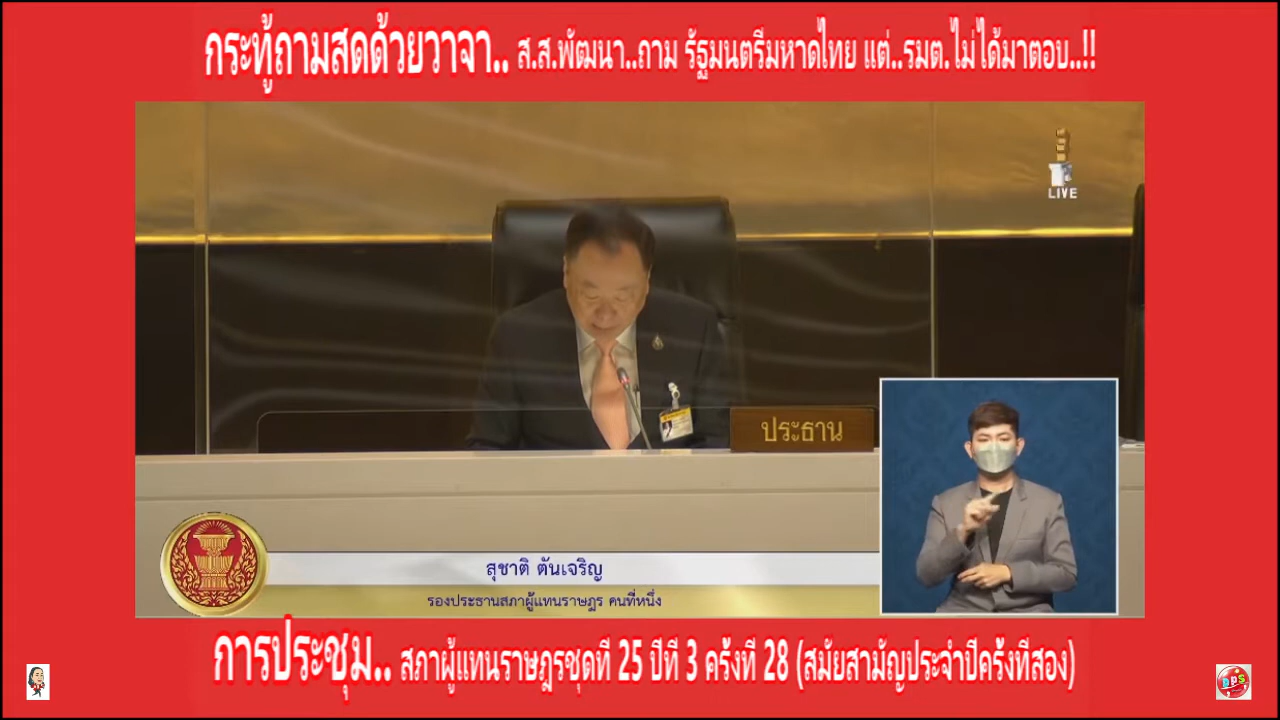 กระทู้ถามสดด้วยวาจา.. ส.ส.พัฒนา..ถาม รัฐมนตรีมหาดไทย แต่..รมต.ไม่ได้มาตอบ..!!
LIVE
ประธาน
สุชาติ ตันเจริญ
รองประธานสภาผู้แทนราษฎร คนที่หนึ่ง
การประชุม.. สภาผู้แทนราษฎรชุดที่ 25 ปีที่ 3 ครั้งที่ 28 (สมัยสามัญประจำปีครั้งที่สอง)
DPS